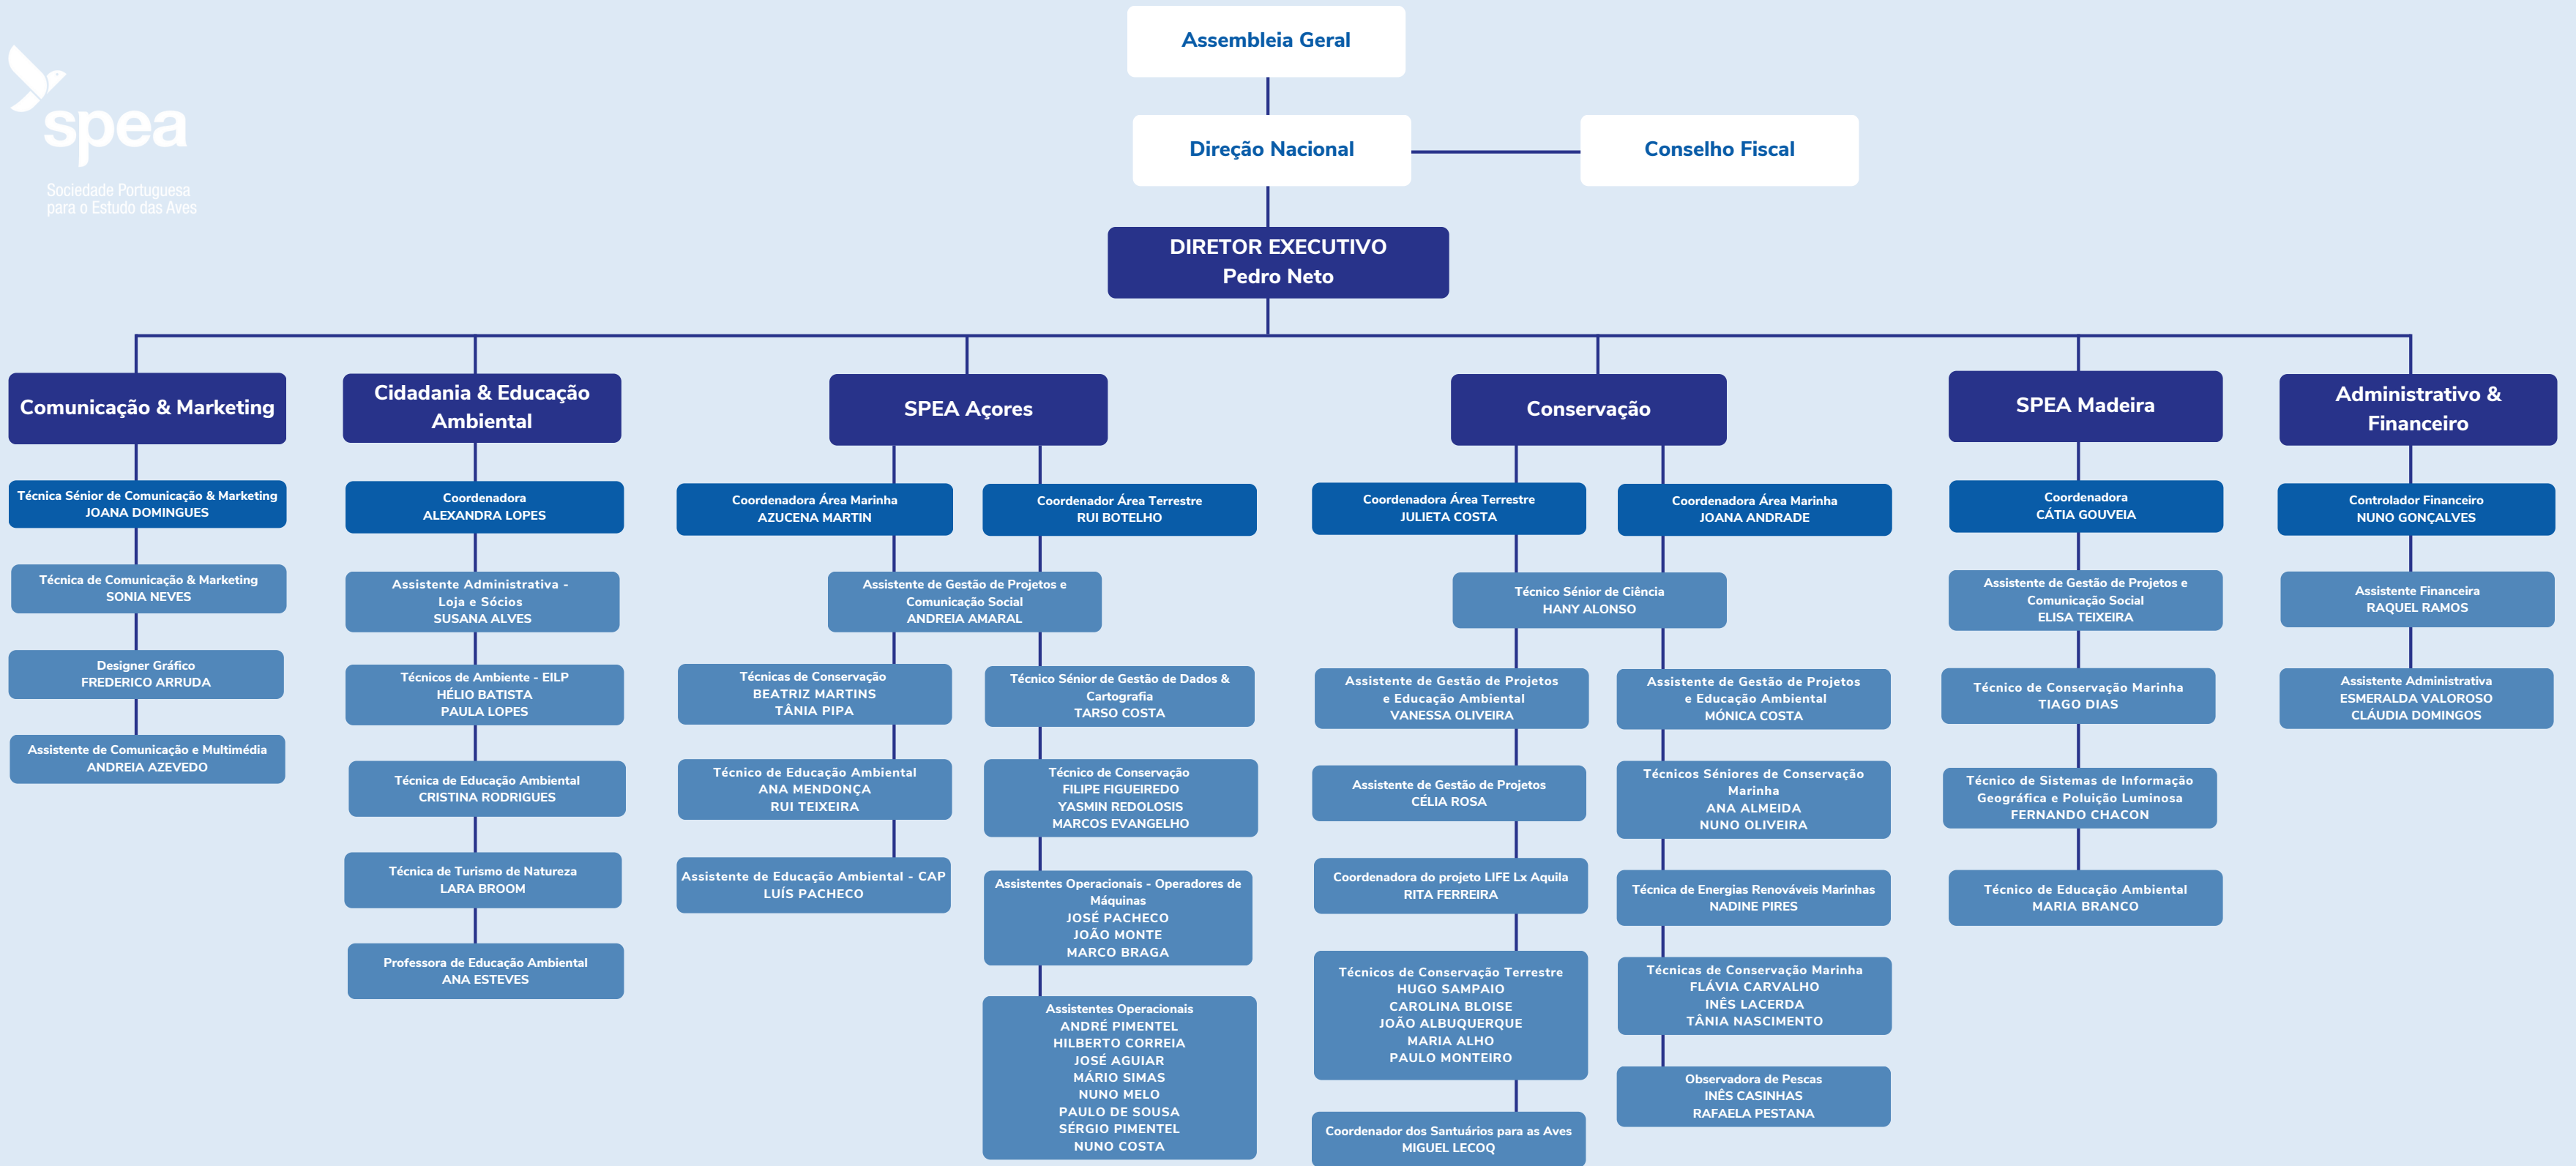 spea
Sociedade Portuguesa
para o Estudo das Aves
Assembleia Geral
Direção Nacional
Conselho Fiscal
DIRETOR EXECUTIVO
Pedro Neto
Comunicação & Marketing
Técnica Sénior de Comunicação & Marketing
JOANA DOMINGUES
Técnica de Comunicação & Marketing
SONIA NEVES
Designer Gráfico
FREDERICO ARRUDA
Assistente de Comunicação e Multimédia
ANDREIA AZEVEDO
Cidadania & Educação
Ambiental
Coordenadora
ALEXANDRA LOPES
Assistente Administrativa -
Loja e Sócios
SUSANA ALVES
Técnicos de Ambiente - EILP
HÉLIO BATISTA
PAULA LOPES
Técnica de Educação Ambiental
CRISTINA RODRIGUES
Técnica de Turismo de Natureza
LARA BROOM
Professora de Educação Ambiental
ANA ESTEVES
SPEA Açores
Coordenadora Área Marinha
AZUCENA MARTIN
Coordenador Área Terrestre
RUI BOTELHO
Assistente de Gestão de Projetos e
Comunicação Social
ANDREIA AMARAL
Técnicas de Conservação
BEATRIZ MARTINS
TÂNIA PIPA
Técnico de Educação Ambiental
ANA MENDONÇA
RUI TEIXEIRA
Assistente de Educação Ambiental - CAP
LUÍS PACHECO
Técnico Sénior de Gestão de Dados &
Cartografia
TARSO COSTA
Técnico de Conservação
FILIPE FIGUEIREDO
YASMIN REDOLOSIS
MARCOS EVANGELHO
Assistentes Operacionais - Operadores de
Máquinas
JOSÉ PACHECO
JOÃO MONTE
MARCO BRAGA
Assistentes Operacionais
ANDRÉ PIMENTEL
HILBERTO CORREIA
JOSÉ AGUIAR
MÁRIO SIMAS
NUNO MELO
PAULO DE SOUSA
SÉRGIO PIMENTEL
NUNO COSTA
Conservação
Coordenadora Área Terrestre
JULIETA COSTA
Coordenadora Área Marinha
JOANA ANDRADE
Técnico Sénior de Ciência
HANY ALONSO
Assistente de Gestão de Projetos
e Educação Ambiental
VANESSA OLIVEIRA
Assistente de Gestão de Projetos
CÉLIA ROSA
Coordenadora do projeto LIFE Lx Aquila
RITA FERREIRA
Técnicos de Conservação Terrestre
HUGO SAMPAIO
CAROLINA BLOISE
JOÃO ALBUQUERQUE
MARIA ALHO
PAULO MONTEIRO
Coordenador dos Santuários para as Aves
MIGUEL LECOQ
Assistente de Gestão de Projetos
e Educação Ambiental
MÓNICA COSTA
Técnicos Séniores de Conservação
Marinha
ANA ALMEIDA
NUNO OLIVEIRA
Técnica de Energias Renováveis Marinhas
NADINE PIRES
Técnicas de Conservação Marinha
FLÁVIA CARVALHO
INÊS LACERDA
TÂNIA NASCIMENTO
Observadora de Pescas
INÊS CASINHAS
RAFAELA PESTANA
SPEA Madeira
Coordenadora
CÁTIA GOUVEIA
Assistente de Gestão de Projetos e
Comunicação Social
ELISA TEIXEIRA
Técnico de Conservação Marinha
TIAGO DIAS
Técnico de Sistemas de Informação
Geográfica e Poluição Luminosa
FERNANDO CHACON
Técnico de Educação Ambiental
MARIA BRANCO
Administrativo &
Financeiro
Controlador Financeiro
NUNO GONÇALVES
Assistente Financeira
RAQUEL RAMOS
Assistente Administrativa
ESMERALDA VALOROSO
CLÁUDIA DOMINGOS